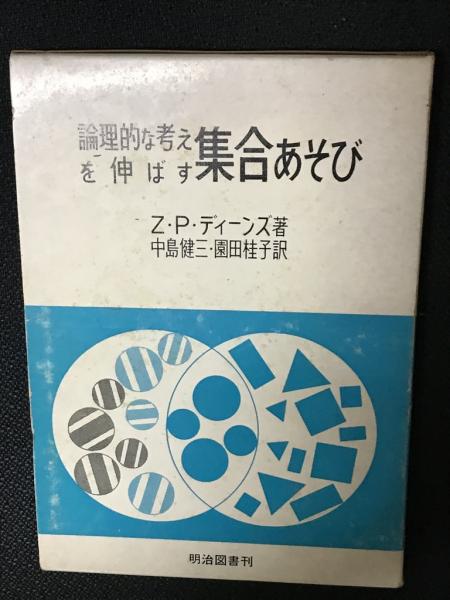 論理的な考え
を伸ばす集合あそび
Z・P・ディーンズ著
中島健三・園田桂子訳
明治図書刊